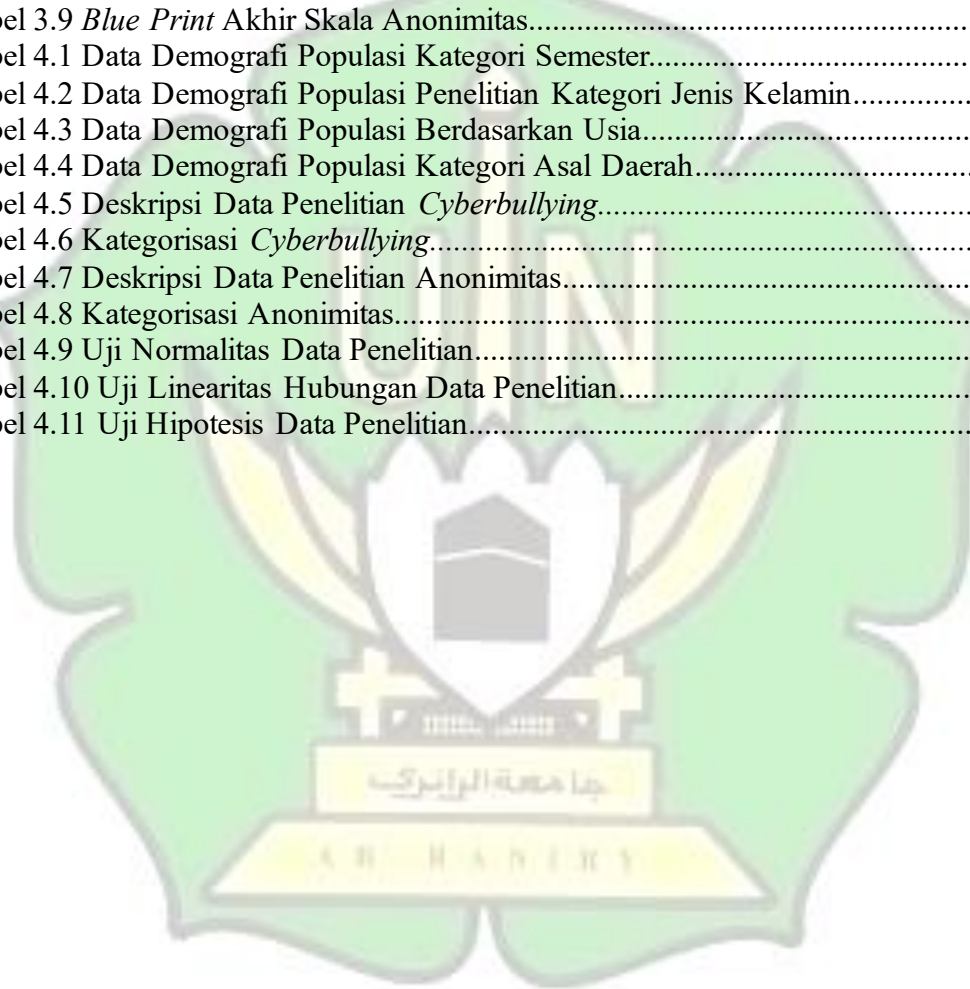 bel 3.9 Blue Print Akhir Skala Anonimitas..........................................................
bel 4.1 Data Demografi Populasi Kategori Semester..........................................
bel 4.2 Data Demografi Populasi Penelitian Kategori Jenis Kelamin...............
bel 4.3 Data Demografi Populasi Berdasarkan Usia...........................................
bel 4.4 Data Demografi Populasi Kategori Asal Daerah....................................
bel 4.5 Deskripsi Data Penelitian Cyberbullying.................................................
bel 4.6 Kategorisasi Cyberbullying.......................................................................
bel 4.7 Deskripsi Data Penelitian Anonimitas......................................................
bel 4.8 Kategorisasi Anonimitas............................................................................
bel 4.9 Uji Normalitas Data Penelitian..................................................................
bel 4.10 Uji Linearitas Hubungan Data Penelitian..............................................
bel 4.11 Uji Hipotesis Data Penelitian...................................................................
UIN
جامعة الرانري
AR - RANIRY